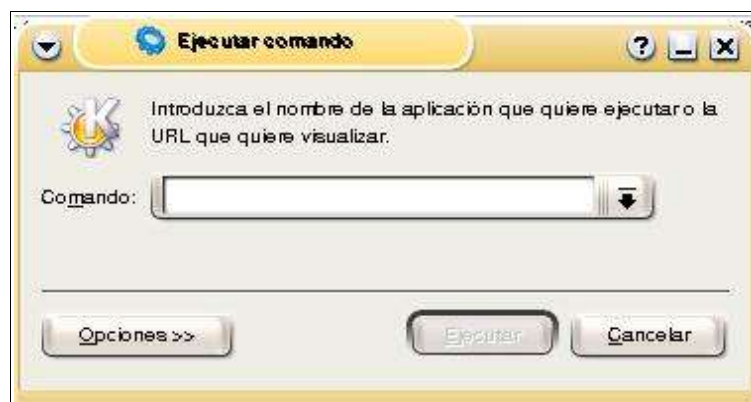 Ejecutar comando
Introduzca el nombre de la aplicación que quiere ejecutar o la
URL que quiere visualizar.
Comando:
Opciones >>
Ejecutar
Cancelar